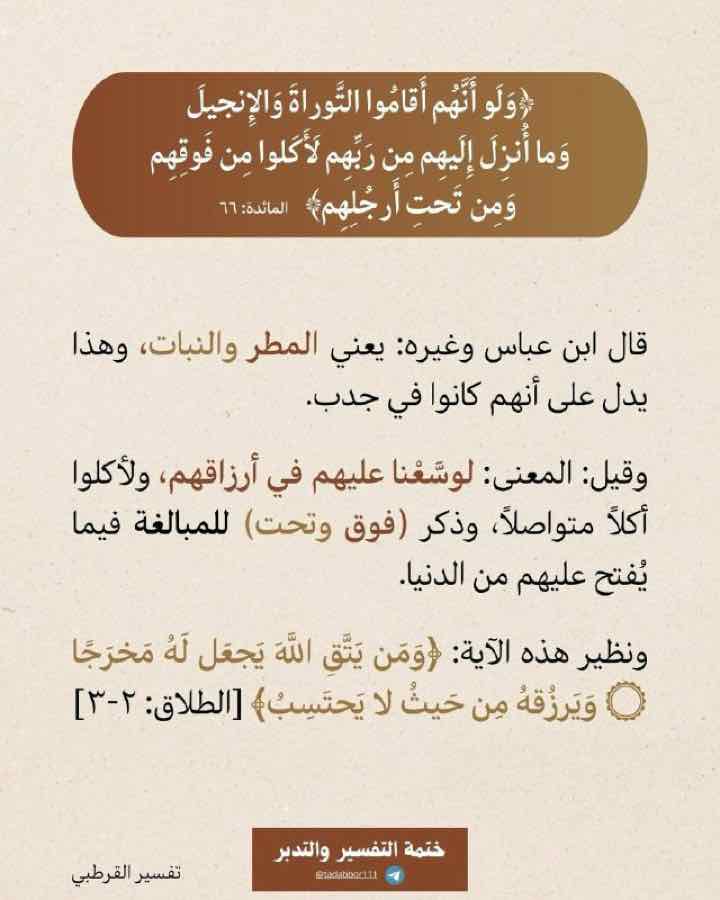 ﴿وَلَو أَنَّهُم أَقامُوا التَّوراةَ وَالإِنجيلَ
وَما أُنزِلَ إِلَيهِم مِن رَبِّهِم لَأَكَلوا مِن فَوقِهِم
وَمِن تَحتِ أَرجُلِهِم﴾ المائدة: ٦٦
قال ابن عباس وغيره: يعني المطر والنبات، وهذا
يدل على أنهم كانوا في جدب.
وقيل: المعنى: لوسَّعْنا عليهم في أرزاقهم، ولأكلوا
أكلاً متواصلاً، وذكر (فوق وتحت) للمبالغة فيما
يُفتح عليهم من الدنيا.
ونظير هذه الآية: ﴿وَمَن يَتَّقِ اللَّهَ يَجعَل لَهُ مَخرَجًا
۝ وَيَرزُقهُ مِن حَيثُ لا يَحتَسِبُ﴾ [الطلاق: ٢-٣]
ختمة التفسير والتدبر
@tadabbor111
تفسير القرطبي